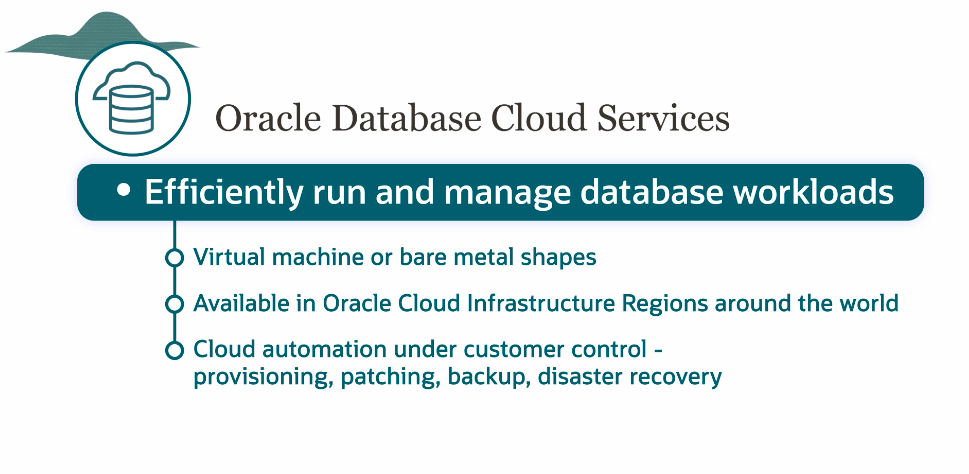 Oracle Database Cloud Services
• Efficiently run and manage database workloads
Virtual machine or bare metal shapes
Available in Oracle Cloud Infrastructure Regions around the world
Cloud automation under customer control -
provisioning, patching, backup, disaster recovery